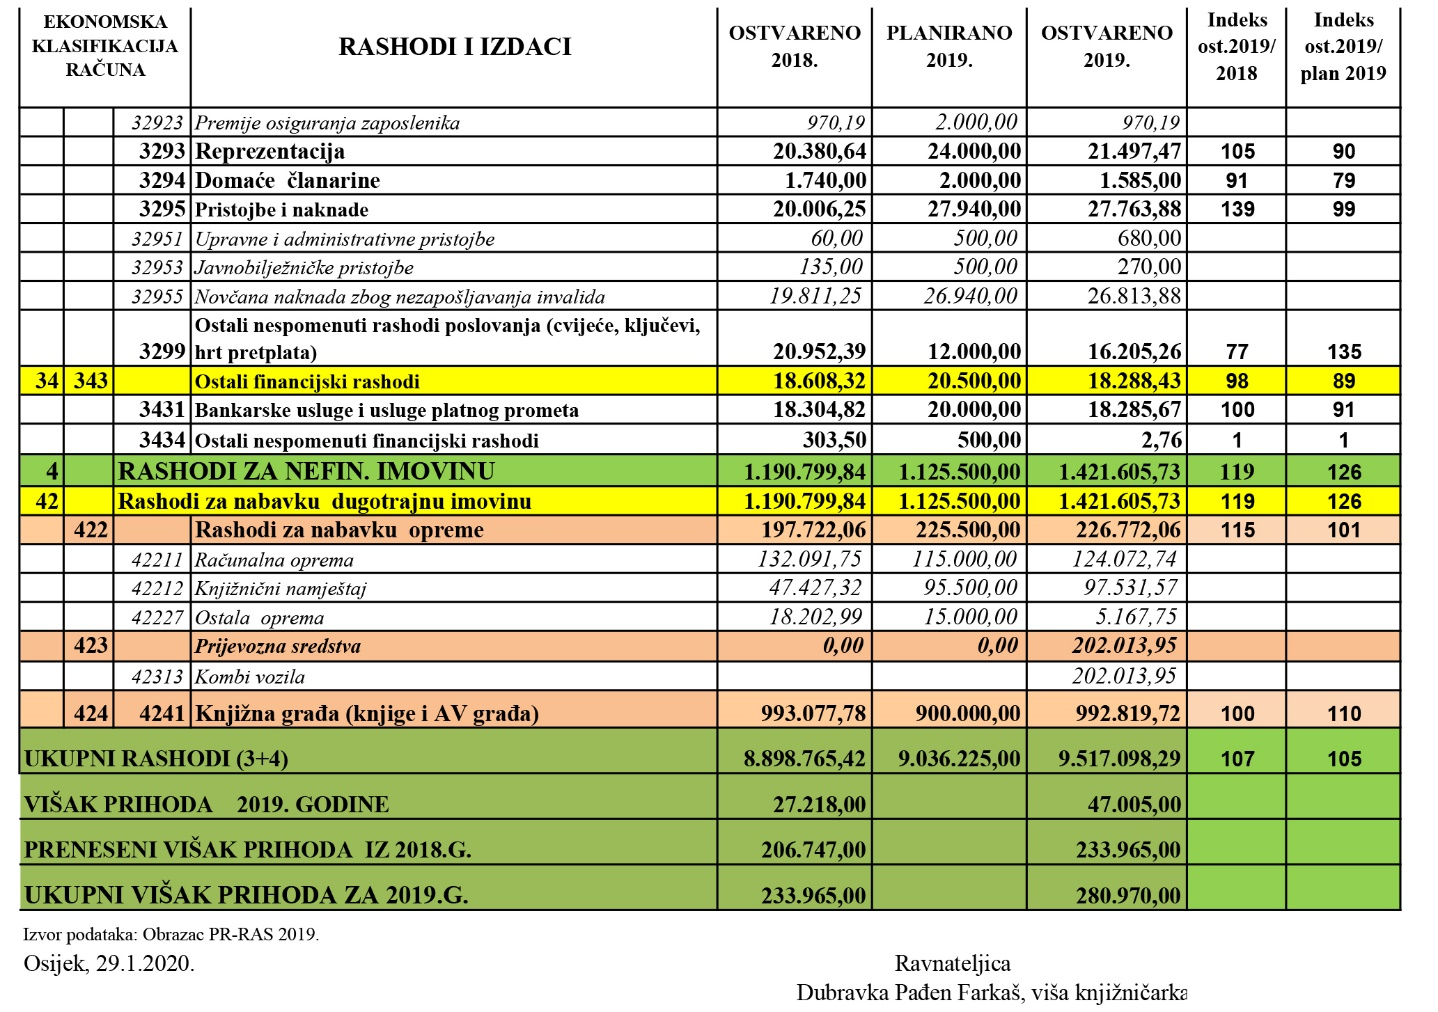 EKONOMSKA KLASIFIKACIJA RAČUNA RASHODI I IZDACI OSTVARENO 2018. PLANIRANO 2019. OSTVARENO 2019. Indeks ost.2019/ 2018 Indeks ost.2019/ plan 2019
32923 Premije osiguranja zaposlenika 970,19 2.000,00 970,19
3293 Reprezentacija 20.380,64 24.000,00 21.497,47 105 90
3294 Domaće članarine 1.740,00 2.000,00 1.585,00 91 79
3295 Pristojbe i naknade 20.006,25 27.940,00 27.763,88 139 99
32951 Upravne i administrativne pristojbe 60,00 500,00 680,00
32953 Javnobilježničke pristojbe 135,00 500,00 270,00
32955 Novčana naknada zbog nezapošljavanja invalida 19.811,25 26.940,00 26.813,88
Ostali nespomenuti rashodi poslovanja (cvijeće, ključevi,
3299 hrt pretplata) 20.952,39 12.000,00 16.205,26 77 135
34 343 Ostali financijski rashodi 18.608,32 20.500,00 18.288,43 98 89
3431 Bankarske usluge i usluge platnog prometa 18.304,82 20.000,00 18.285,67 100 91
3434 Ostali nespomenuti financijski rashodi 303,50 500,00 2,76 1 1
4 RASHODI ZA NEFIN. IMOVINU 1.190.799,84 1.125.500,00 1.421.605,73 119 126
42 Rashodi za nabavku dugotrajnu imovinu 1.190.799,84 1.125.500,00 1.421.605,73 119 126
422 Rashodi za nabavku opreme 197.722,06 225.500,00 226.772,06 115 101
42211 Računalna oprema 132.091,75 115.000,00 124.072,74
42212 Knjižnični namještaj 47.427,32 95.500,00 97.531,57
42227 Ostala oprema 18.202,99 15.000,00 5.167,75
423 Prijevozna sredstva 0,00 0,00 202.013,95
42313 Kombi vozila 202.013,95
424 4241 Knjižna građa (knjige i AV građa) 993.077,78 900.000,00 992.819,72 100 110
UKUPNI RASHODI (3+4) 8.898.765,42 9.036.225,00 9.517.098,29 107 105
VIŠAK PRIHODA 2019. GODINE 27.218,00 47.005,00
PRENESENI VIŠAK PRIHODA IZ 2018.G. 206.747,00 233.965,00
UKUPNI VIŠAK PRIHODA ZA 2019.G. 233.965,00 280.970,00
Izvor podataka: Obrazac PR-RAS 2019.
Osijek, 29.1.2020. Ravnateljica
Dubravka Pađen Farkaš, viša knjižničarka